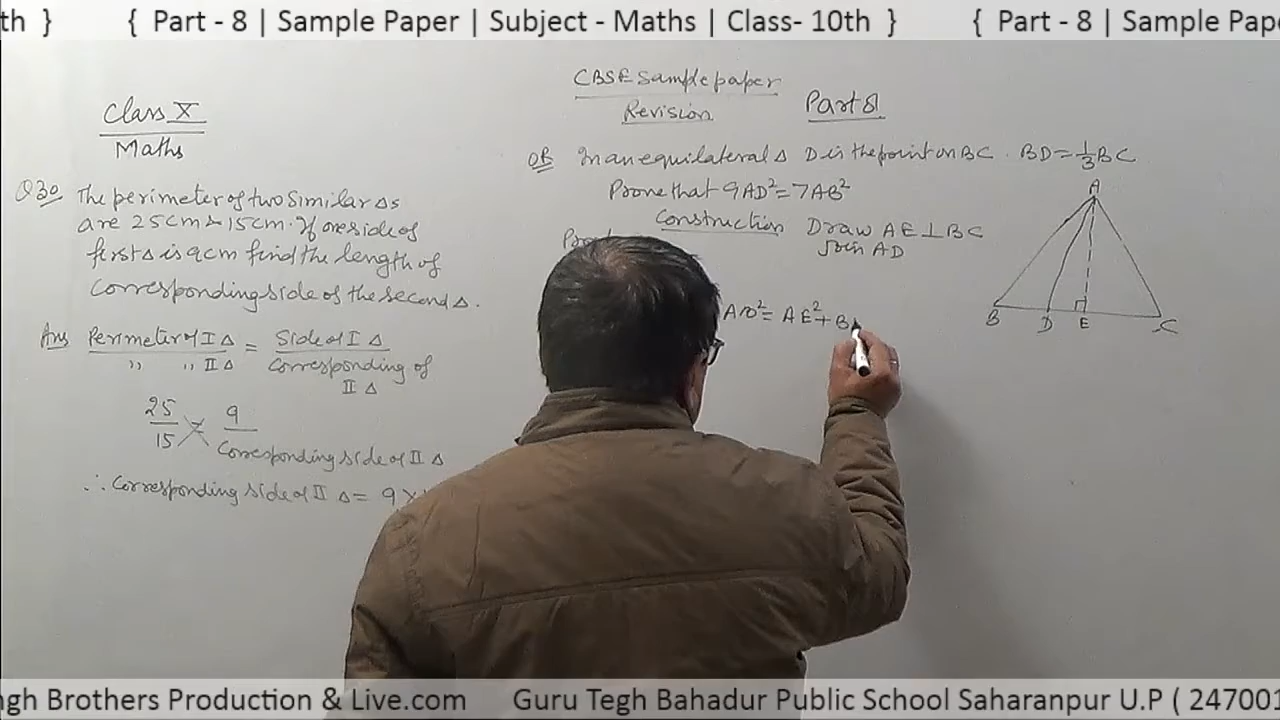 th } { Part - 8 | Sample Paper | Subject - Maths | Class- 10th } { Part - 8 | Sample Pape
CBSE Sample paper
Revision
Part 8
Class X
Maths
Q30 The perimeter of two Similar Δs
are 25cm & 15cm. If one side of
first Δ is 9cm find the length of
Corresponding side of the second Δ.
Ans Perimeter of I Δ = Side of I Δ
,, ,, II Δ Corresponding of
II Δ
25 = 9
15 Corresponding side of II Δ
∴ Corresponding Side of II Δ = 9 ×
OR In an equilateral Δ D is the point on BC. BD = 1/3 BC
Prove that 9AD² = 7AB²
Construction Draw AE ⊥ BC
Join AD
AB² = AE² + B
A
B D E C
ngh Brothers Production & Live.com Guru Tegh Bahadur Public School Saharanpur U.P ( 247001